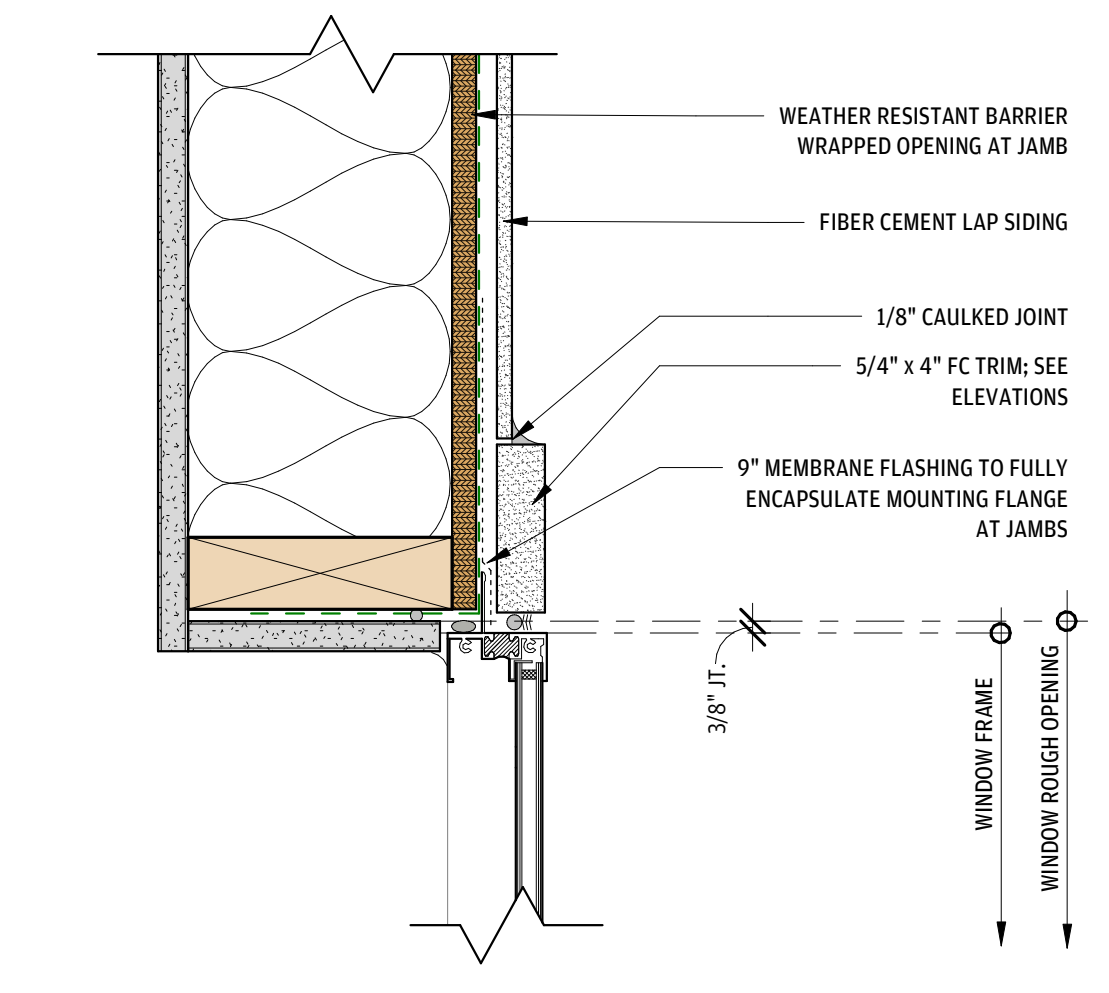 WEATHER RESISTANT BARRIER
WRAPPED OPENING AT JAMB
FIBER CEMENT LAP SIDING
1/8" CAULKED JOINT
5/4" x 4" FC TRIM; SEE
ELEVATIONS
9" MEMBRANE FLASHING TO FULLY
ENCAPSULATE MOUNTING FLANGE
AT JAMBS
3/8" JT.
WINDOW FRAME
WINDOW ROUGH OPENING